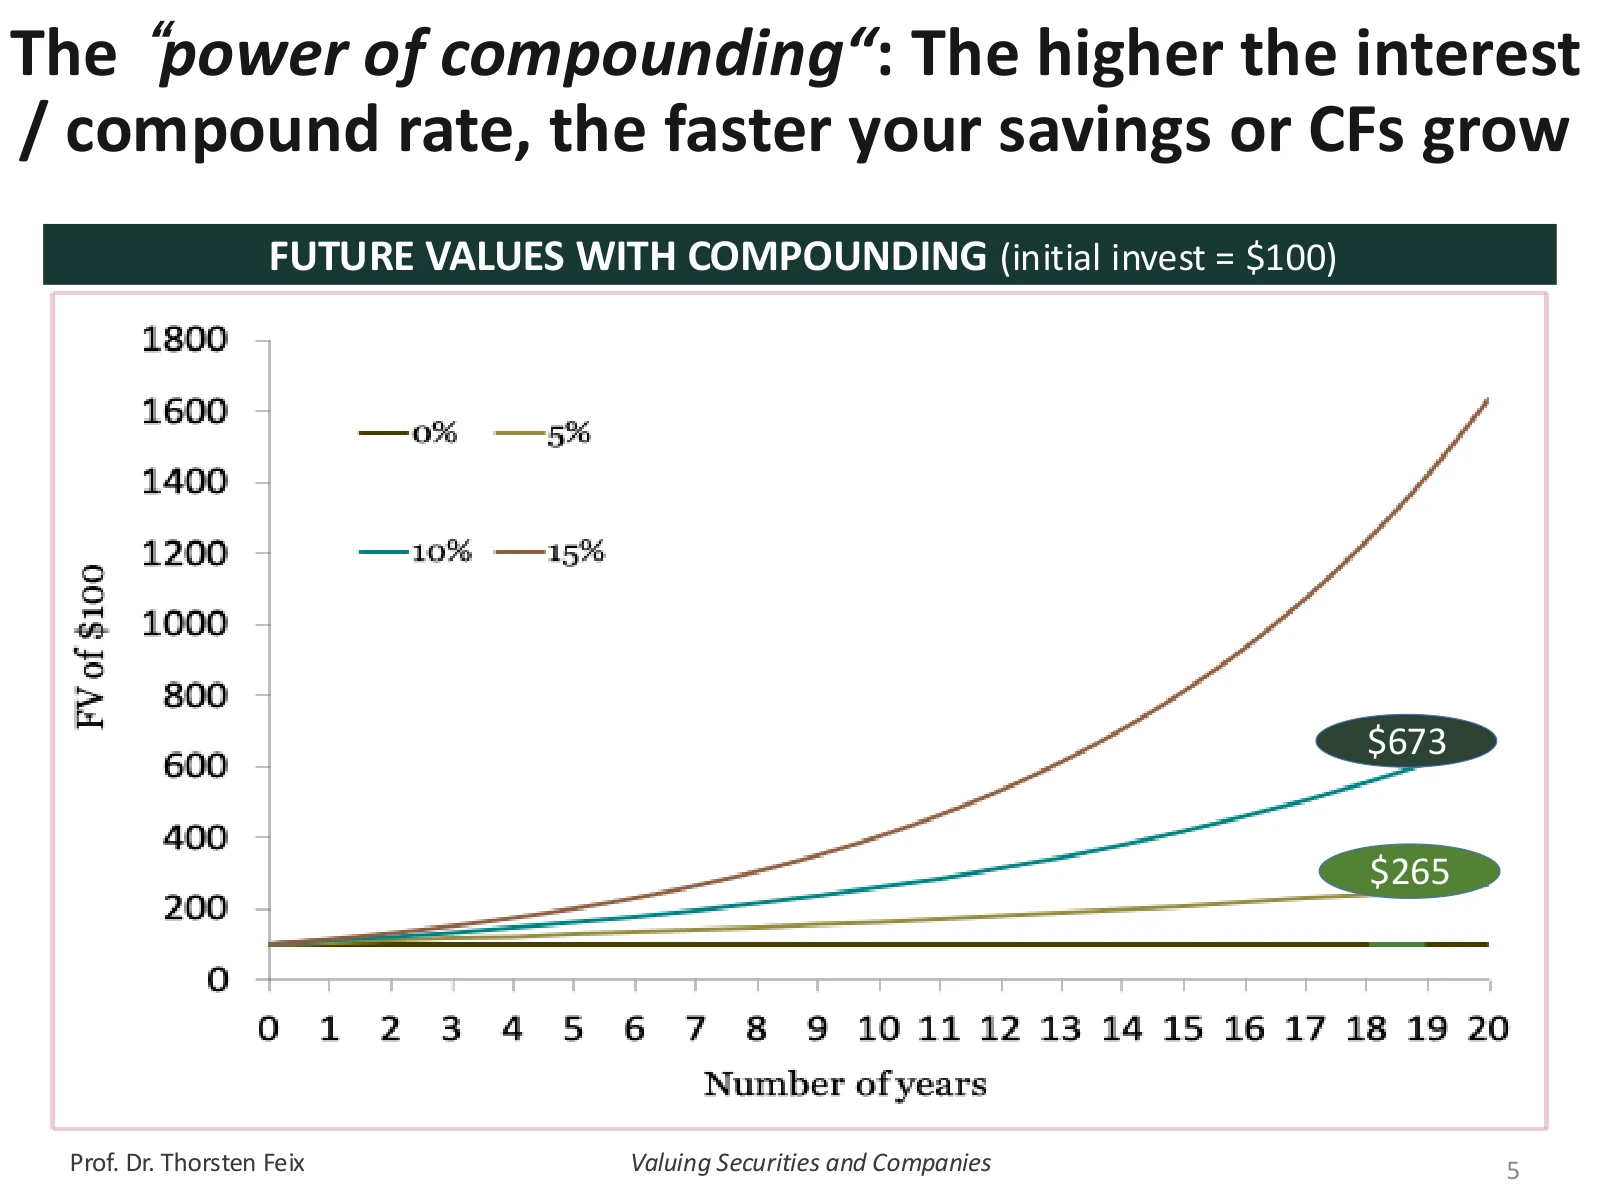 The “power of compounding“: The higher the interest
/ compound rate, the faster your savings or CFs grow
FUTURE VALUES WITH COMPOUNDING (initial invest = $100)
1800
1600
1400
1200
1000
800
600
400
200
0
FV of $100
0% 5%
10% 15%
$673
$265
0 1 2 3 4 5 6 7 8 9 10 11 12 13 14 15 16 17 18 19 20
Number of years
Prof. Dr. Thorsten Feix
Valuing Securities and Companies
5